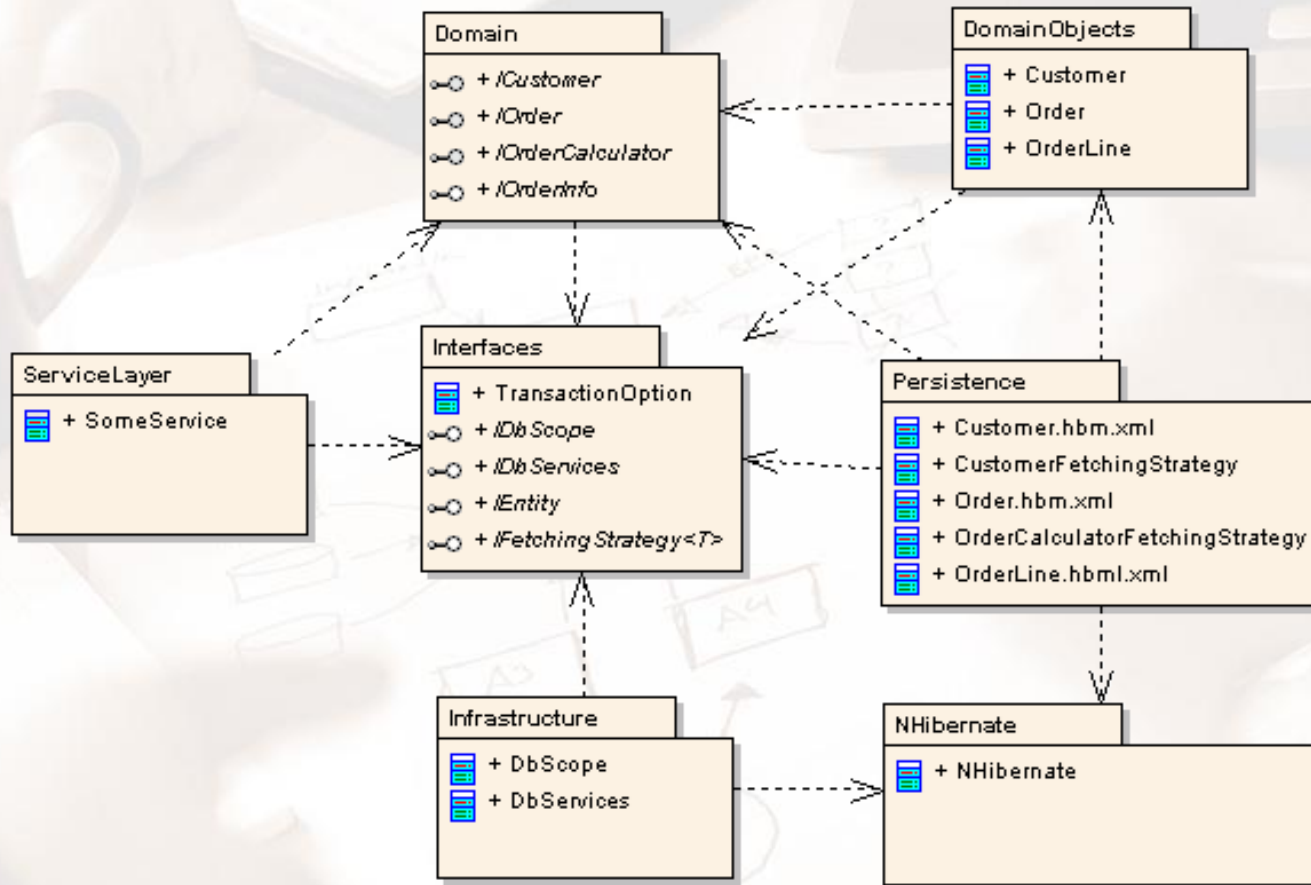 Domain
+ ICustomer
+ IOrder
+ IOrderCalculator
+ IOrderInfo
DomainObjects
+ Customer
+ Order
+ OrderLine
ServiceLayer
+ SomeService
Interfaces
+ TransactionOption
+ IDbScope
+ IDbServices
+ IEntity
+ IFetchingStrategy<T>
Persistence
+ Customer.hbm.xml
+ CustomerFetchingStrategy
+ Order.hbm.xml
+ OrderCalculatorFetchingStrategy
+ OrderLine.hbml.xml
Infrastructure
+ DbScope
+ DbServices
NHibernate
+ NHibernate